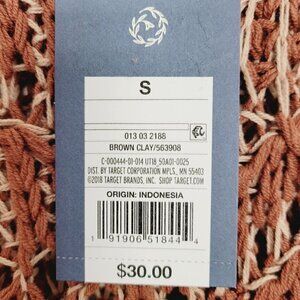 S
013 03 2188
BROWN CLAY/563908
C-000444-01-014 UT18_50A01-0025
DIST. BY TARGET CORPORATION MPLS., MN 55403
©2018 TARGET BRANDS, INC. SHOP TARGET.COM
ORIGIN: INDONESIA
1 91906 51844 4
$30.00